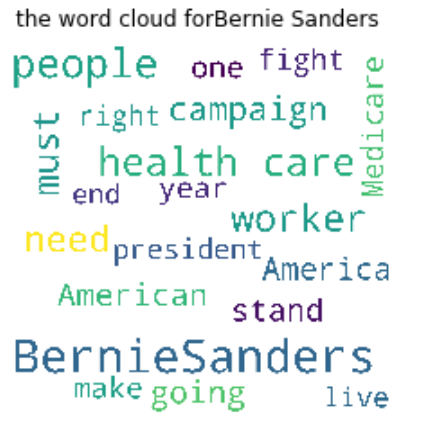 the word cloud forBernie Sanders
people one fight
Medicare
must right campaign
health care
end year
worker
need president
America
American stand
BernieSanders
make going live